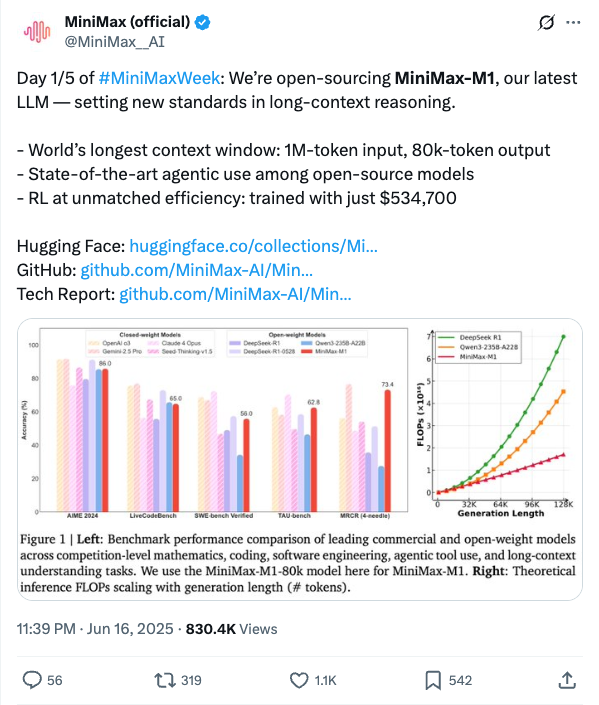 MiniMax (official)
@MiniMax__AI
Day 1/5 of #MiniMaxWeek: We’re open-sourcing MiniMax-M1, our latest
LLM — setting new standards in long-context reasoning.
- World’s longest context window: 1M-token input, 80k-token output
- State-of-the-art agentic use among open-source models
- RL at unmatched efficiency: trained with just $534,700
Hugging Face: huggingface.co/collections/Mi...
GitHub: github.com/MiniMax-AI/Min...
Tech Report: github.com/MiniMax-AI/Min...
Closed-weight Models
OpenAI o3
Claude 4 Opus
Gemini-2.5 Pro
Seed-Thinking-v1.5
Open-weight Models
DeepSeek-R1
Qwen3-235B-A22B
DeepSeek-R1-0528
MiniMax-M1
Accuracy (%)
100
80
60
40
20
0
86.0
65.0
56.0
62.8
73.4
AIME 2024
LiveCodeBench
SWE-bench Verified
TAU-bench
MRCR (4-needle)
DeepSeek R1
Qwen3-235B-A22B
MiniMax-M1
FLOPs (×10¹⁶)
7
6
5
4
3
2
1
0
0 32K 64K 96K 128K
Generation Length
Figure 1 | Left: Benchmark performance comparison of leading commercial and open-weight models
across competition-level mathematics, coding, software engineering, agentic tool use, and long-context
understanding tasks. We use the MiniMax-M1-80k model here for MiniMax-M1. Right: Theoretical
inference FLOPs scaling with generation length (# tokens).
11:39 PM · Jun 16, 2025 · 830.4K Views
56
319
1.1K
542